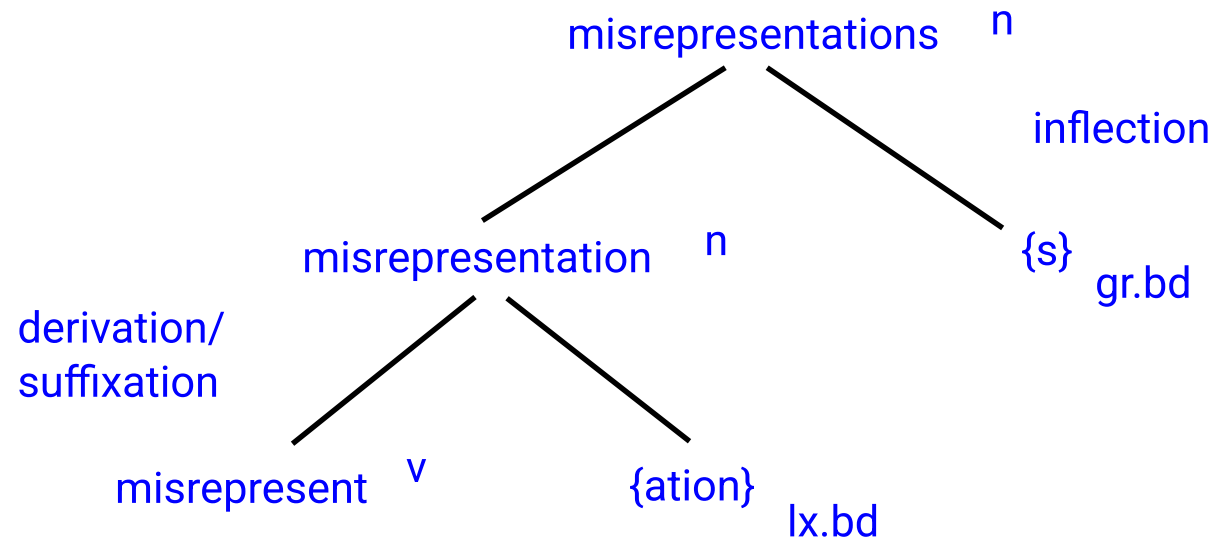 misrepresentations n
inflection
misrepresentation n
{s}
gr.bd
derivation/
suffixation
misrepresent v
{ation}
lx.bd